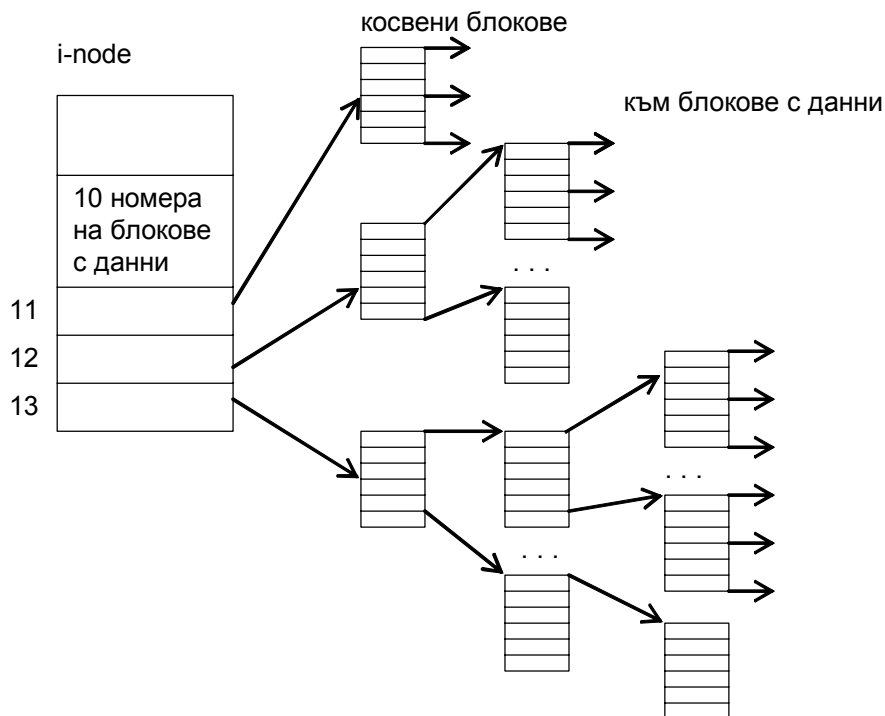 косвени блокове
i-node
към блокове с данни
10 номера
на блокове
с данни
. . .
11
12
13
. . .
. . .